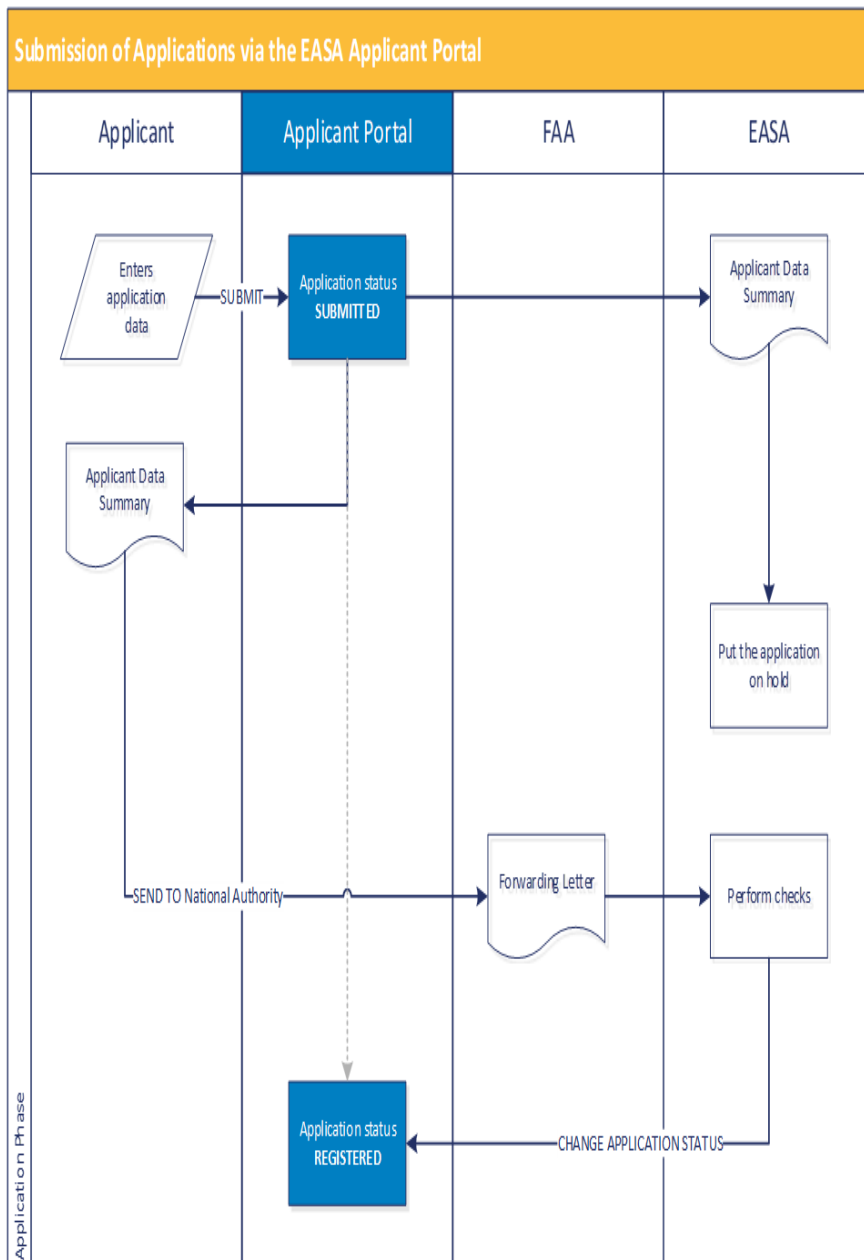 Submission of Applications via the EASA Applicant Portal
Applicant
Applicant Portal
FAA
EASA
Enters
application
data
SUBMIT
Application status
SUBMITTED
Applicant Data
Summary
Applicant Data
Summary
Put the application
on hold
SEND TO National Authority
Forwarding Letter
Perform checks
Application status
REGISTERED
CHANGE APPLICATION STATUS
Application Phase